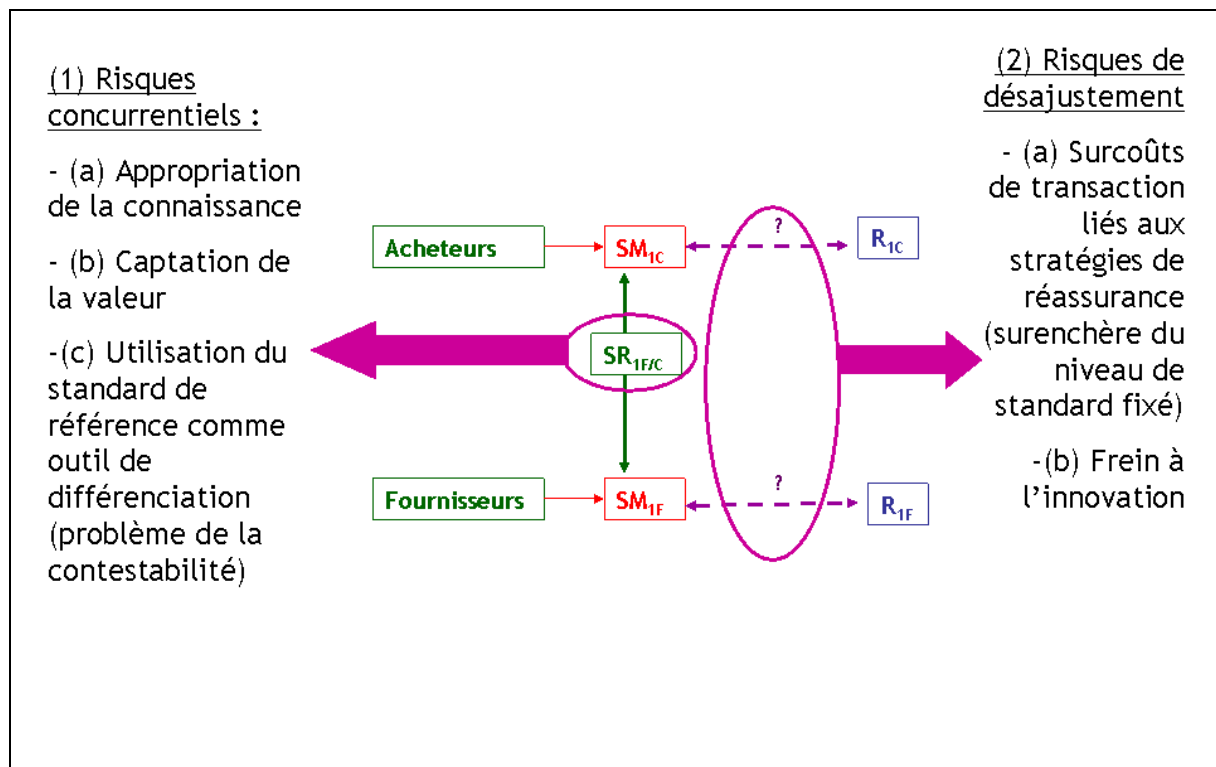 (1) Risques
concurrentiels :
- (a) Appropriation
de la connaissance
- (b) Captation de
la valeur
-(c) Utilisation du
standard de
référence comme
outil de
différenciation
(problème de la
contestabilité)
Acheteurs
SM1C
?
R1C
SR1F/C
Fournisseurs
SM1F
?
R1F
(2) Risques de
désajustement
- (a) Surcoûts
de transaction
liés aux
stratégies de
réassurance
(surenchère du
niveau de
standard fixé)
-(b) Frein à
l’innovation